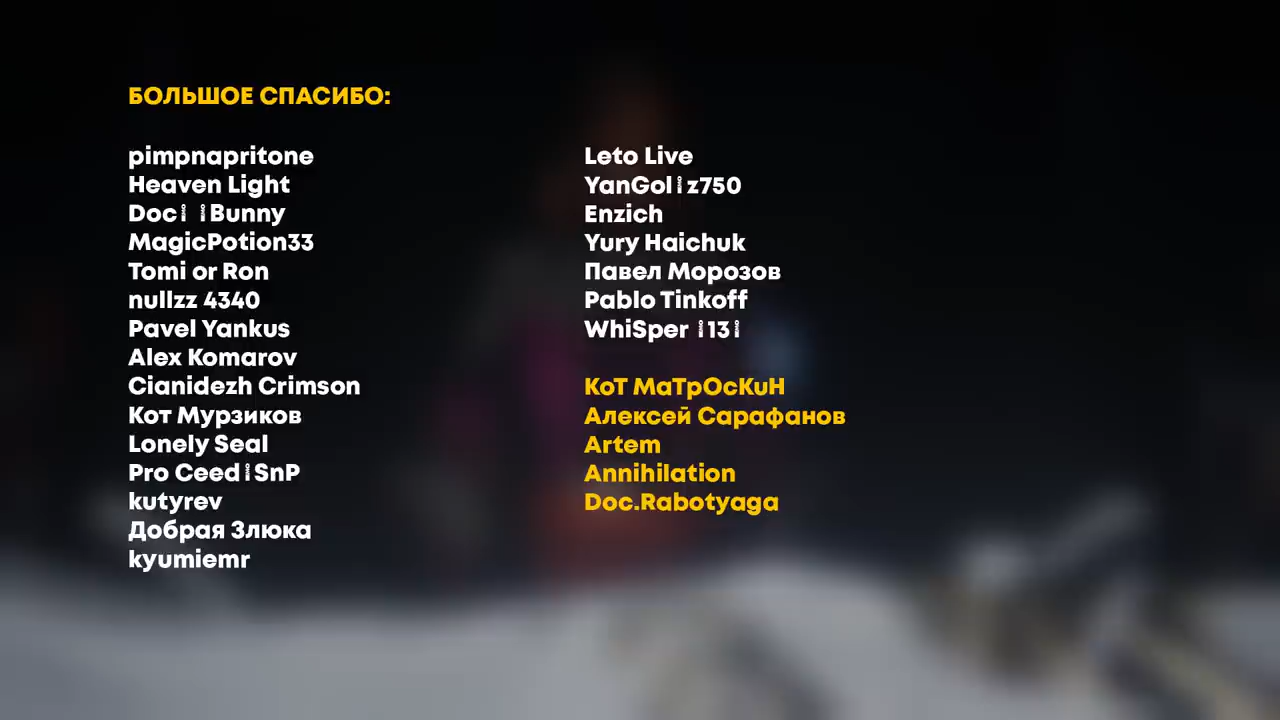 БОЛЬШОЕ СПАСИБО:
pimpnapritone
Heaven Light
Doc Bunny
MagicPotion33
Tomi or Ron
nullzz 4340
Pavel Yankus
Alex Komarov
Cianidezh Crimson
Кот Мурзиков
Lonely Seal
Pro Ceed SnP
kutyrev
Добрая Злюка
kyumiemr
Leto Live
YanGol z750
Enzich
Yury Haichuk
Павел Морозов
Pablo Tinkoff
WhiSper 13
КоТ МаТрОсКиН
Алексей Сарафанов
Artem
Annihilation
Doc.Rabotyaga